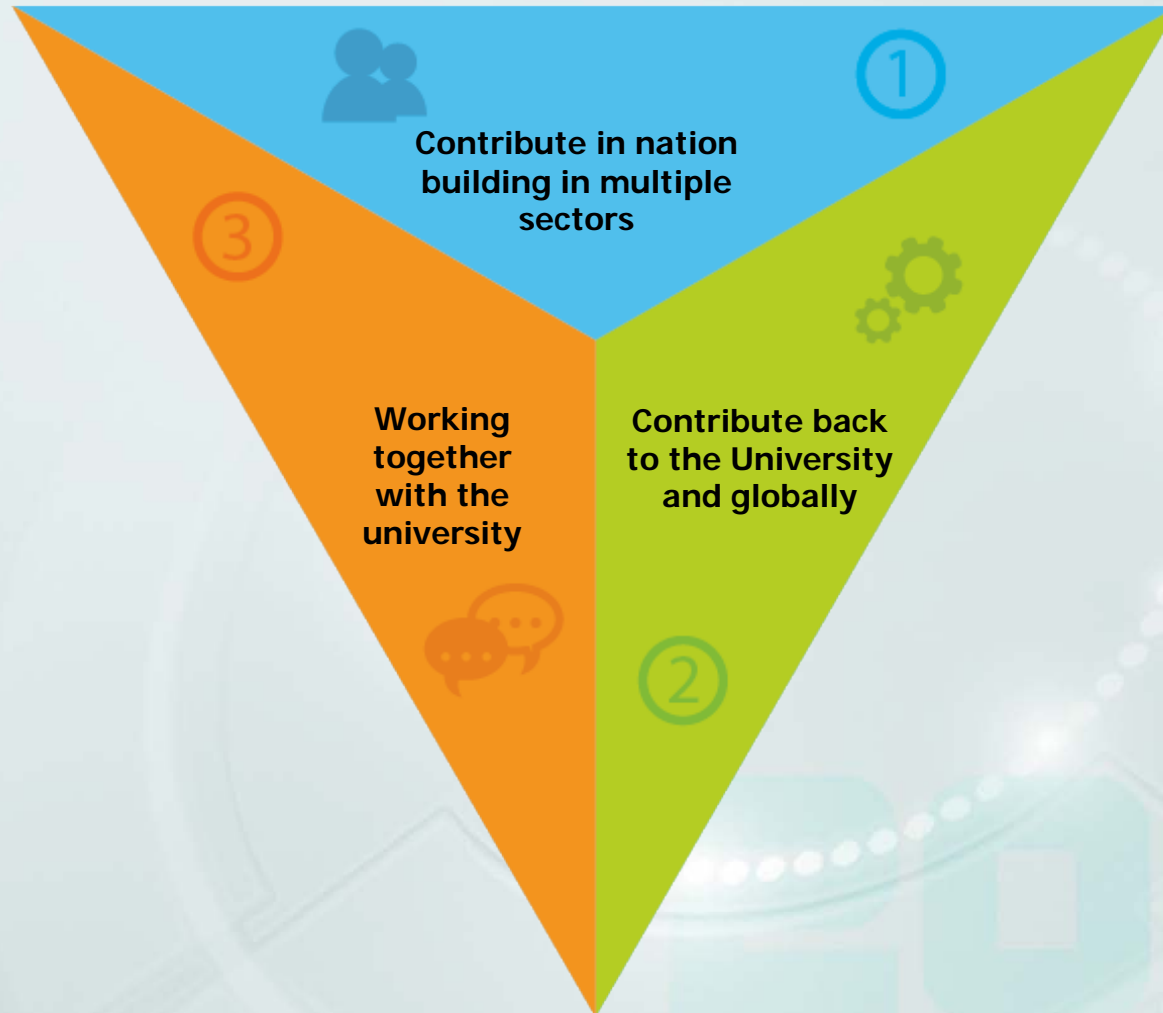 1
Contribute in nation
building in multiple
sectors
3
Working
together
with the
university
Contribute back
to the University
and globally
2